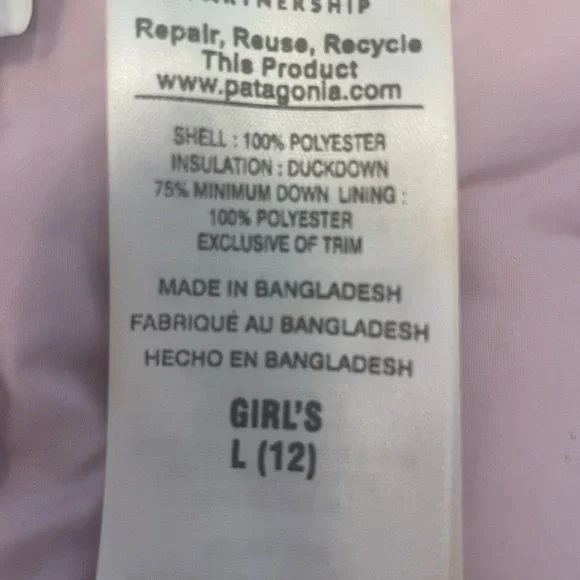 PARTNERSHIP
Repair, Reuse, Recycle
This Product
www.patagonia.com
SHELL : 100% POLYESTER
INSULATION : DUCKDOWN
75% MINIMUM DOWN LINING :
100% POLYESTER
EXCLUSIVE OF TRIM
MADE IN BANGLADESH
FABRIQUÉ AU BANGLADESH
HECHO EN BANGLADESH
GIRL'S
L (12)